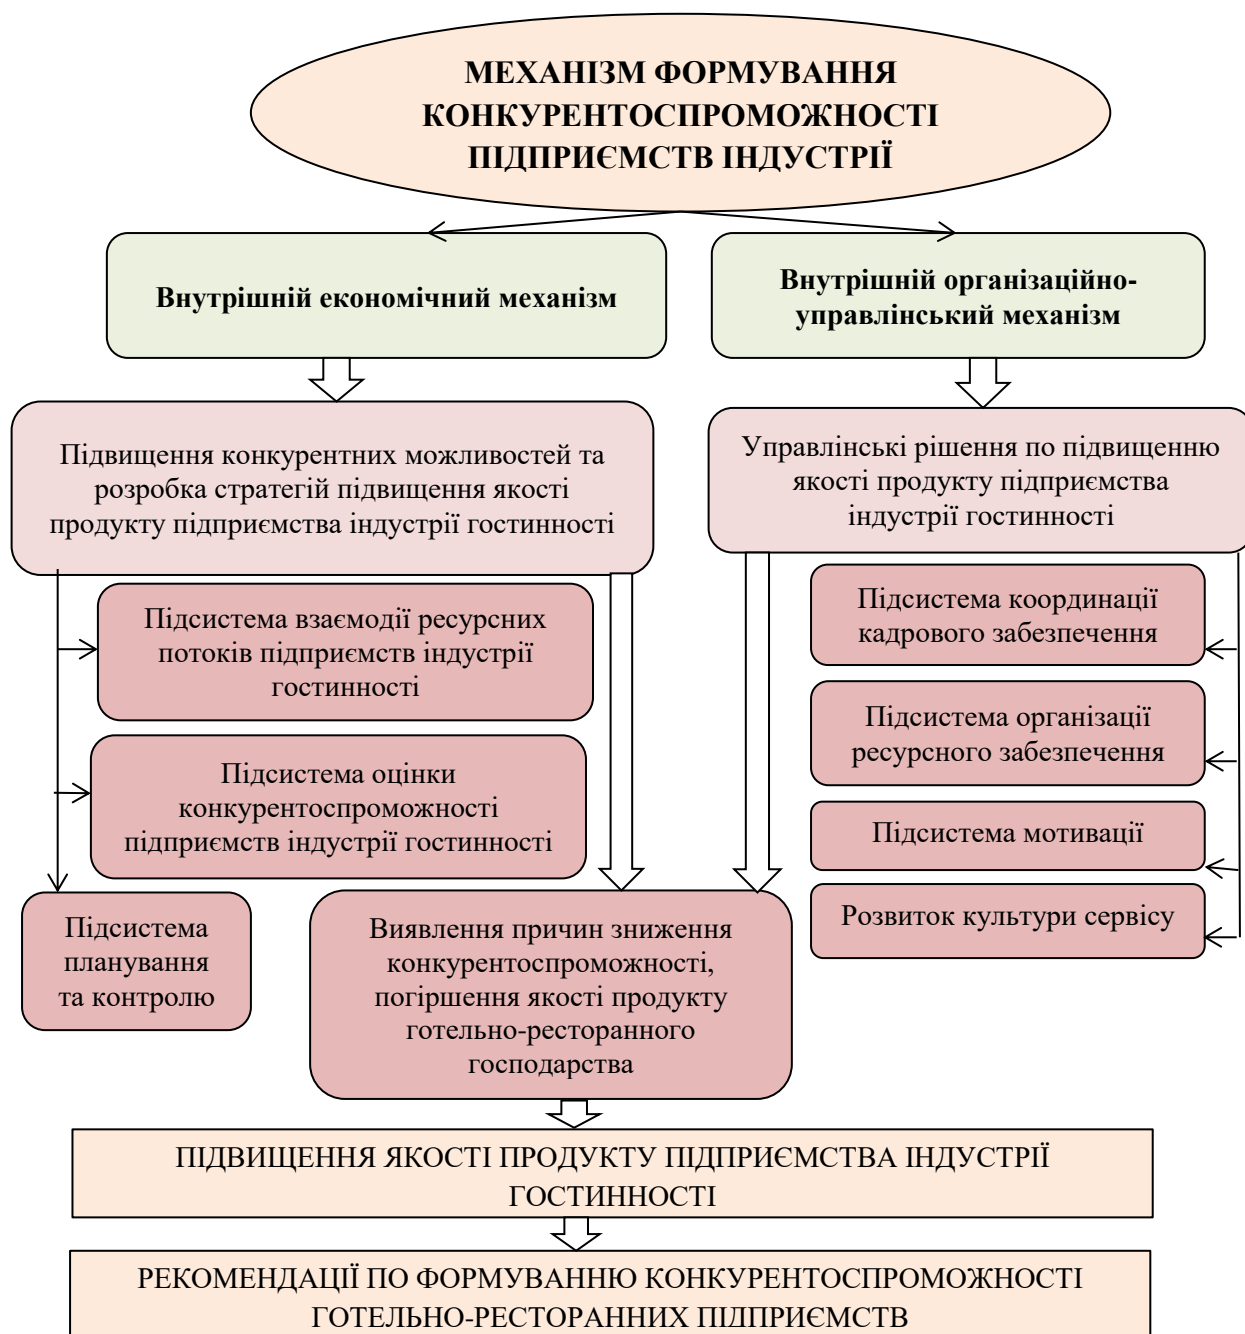 МЕХАНІЗМ ФОРМУВАННЯ
КОНКУРЕНТОСПРОМОЖНОСТІ
ПІДПРИЄМСТВ ІНДУСТРІЇ
Внутрішній економічний механізм
Внутрішній організаційно-
управлінський механізм
Підвищення конкурентних можливостей та
розробка стратегій підвищення якості
продукту підприємства індустрії гостинності
Управлінські рішення по підвищенню
якості продукту підприємства
індустрії гостинності
Підсистема взаємодії ресурсних
потоків підприємств індустрії
гостинності
Підсистема оцінки
конкурентоспроможності
підприємств індустрії гостинності
Підсистема
планування
та контролю
Підсистема координації
кадрового забезпечення
Підсистема організації
ресурсного забезпечення
Підсистема мотивації
Розвиток культури сервісу
Виявлення причин зниження
конкурентоспроможності,
погіршення якості продукту
готельно-ресторанного
господарства
ПІДВИЩЕННЯ ЯКОСТІ ПРОДУКТУ ПІДПРИЄМСТВА ІНДУСТРІЇ
ГОСТИННОСТІ
РЕКОМЕНДАЦІЇ ПО ФОРМУВАННЮ КОНКУРЕНТОСПРОМОЖНОСТІ
ГОТЕЛЬНО-РЕСТОРАННИХ ПІДПРИЄМСТВ